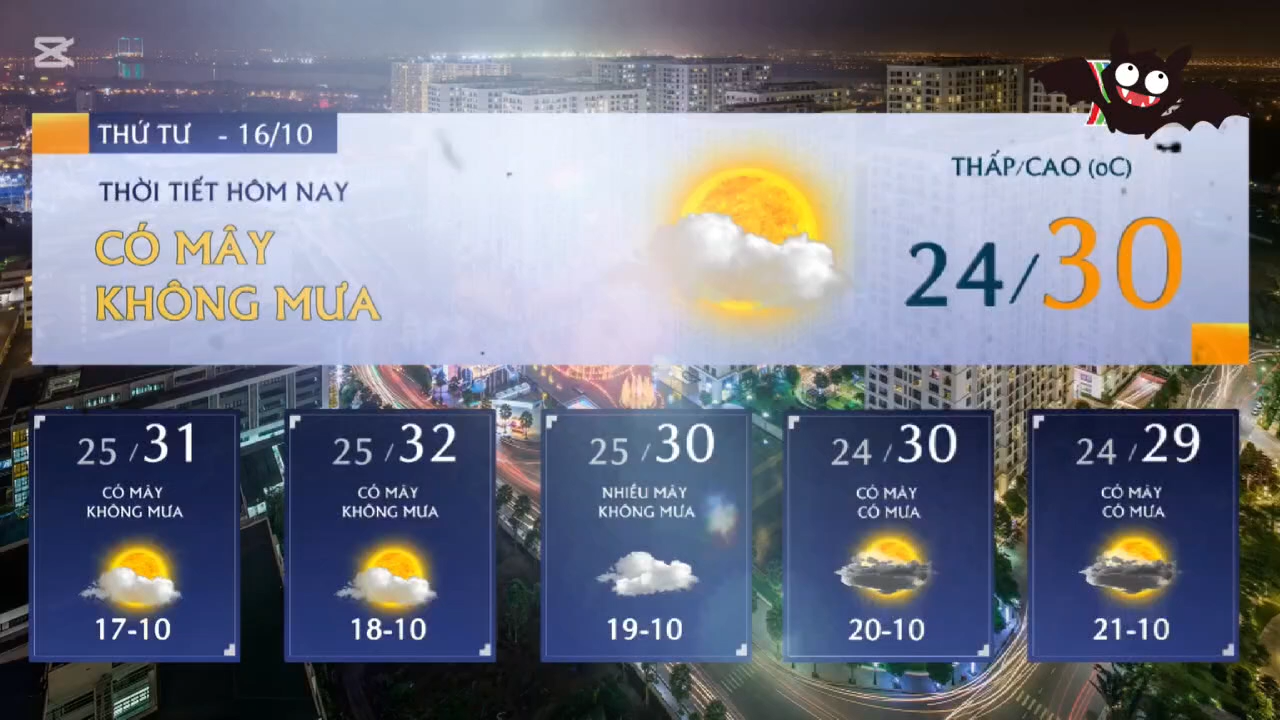 THỨ TƯ - 16/10
THỜI TIẾT HÔM NAY
CÓ MÂY
KHÔNG MƯA
THẤP/CAO (oC)
24/30
25/31
CÓ MÂY
KHÔNG MƯA
17-10
25/32
CÓ MÂY
KHÔNG MƯA
18-10
25/30
NHIỀU MÂY
KHÔNG MƯA
19-10
24/30
CÓ MÂY
CÓ MƯA
20-10
24/29
CÓ MÂY
CÓ MƯA
21-10